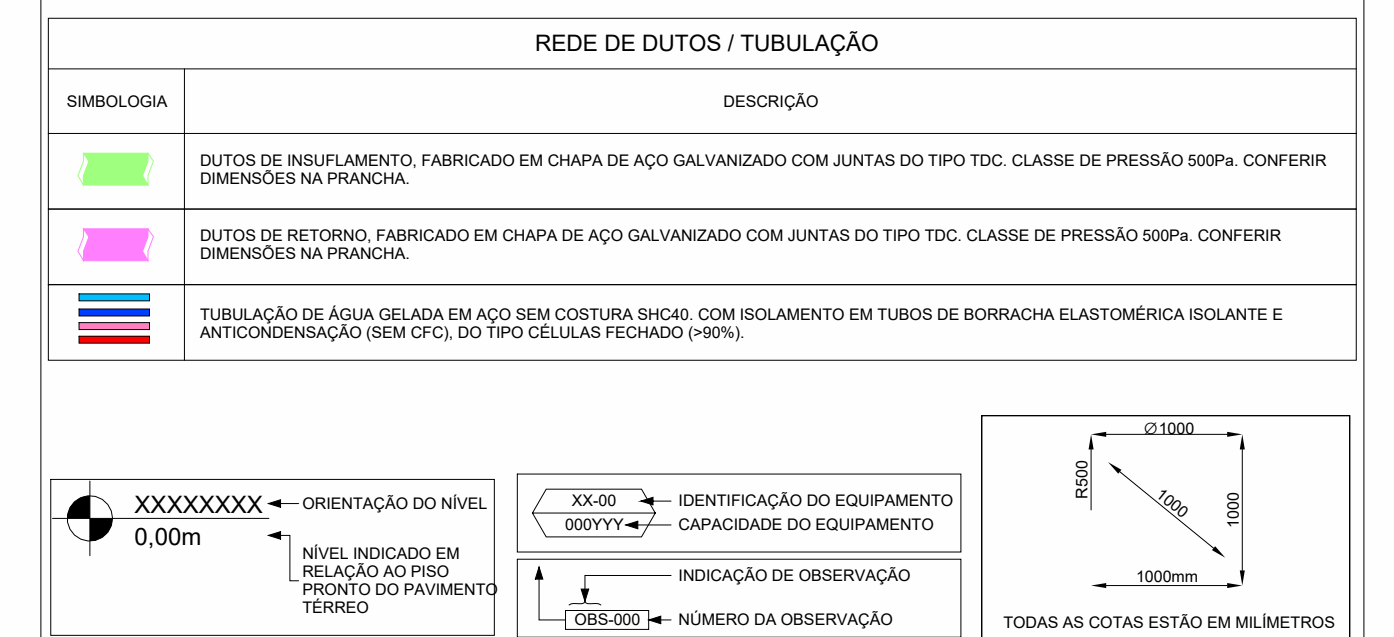 REDE DE DUTOS / TUBULAÇÃO
SIMBOLOGIA
DESCRIÇÃO
DUTOS DE INSUFLAMENTO, FABRICADO EM CHAPA DE AÇO GALVANIZADO COM JUNTAS DO TIPO TDC. CLASSE DE PRESSÃO 500Pa. CONFERIR
DIMENSÕES NA PRANCHA.
DUTOS DE RETORNO, FABRICADO EM CHAPA DE AÇO GALVANIZADO COM JUNTAS DO TIPO TDC. CLASSE DE PRESSÃO 500Pa. CONFERIR
DIMENSÕES NA PRANCHA.
TUBULAÇÃO DE ÁGUA GELADA EM AÇO SEM COSTURA SHC40. COM ISOLAMENTO EM TUBOS DE BORRACHA ELASTOMÉRICA ISOLANTE E
ANTICONDENSAÇÃO (SEM CFC), DO TIPO CÉLULAS FECHADO (>90%).
XXXXXXXX
ORIENTAÇÃO DO NÍVEL
0,00m
NÍVEL INDICADO EM
RELAÇÃO AO PISO
PRONTO DO PAVIMENTO
TÉRREO
XX-00
IDENTIFICAÇÃO DO EQUIPAMENTO
000YYY
CAPACIDADE DO EQUIPAMENTO
INDICAÇÃO DE OBSERVAÇÃO
OBS-000
NÚMERO DA OBSERVAÇÃO
∅1000
R500
1000
1000
1000mm
TODAS AS COTAS ESTÃO EM MILÍMETROS